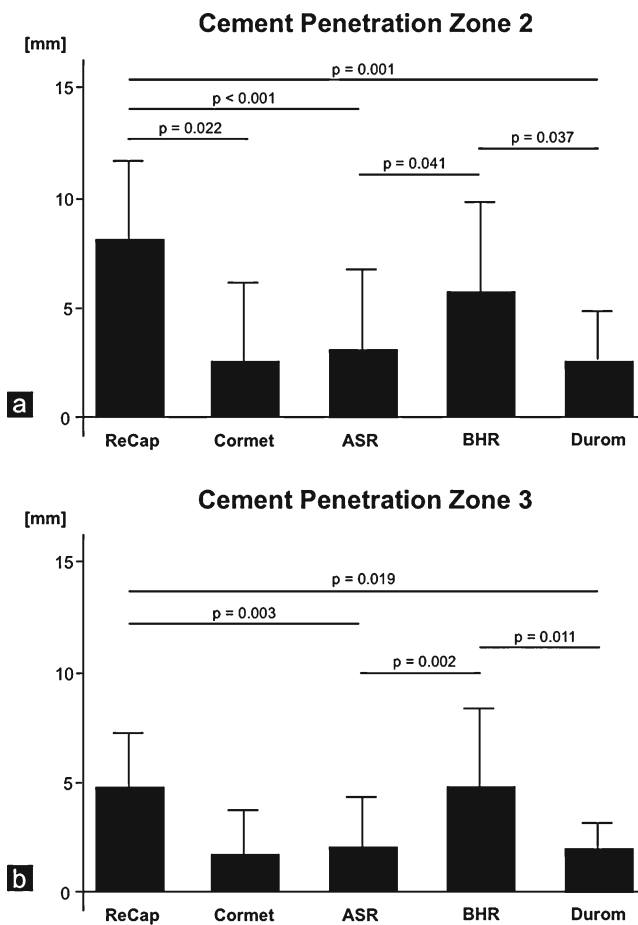 Cement Penetration Zone 2
[mm]
p = 0.001
15
p < 0.001
p = 0.022
p = 0.037
p = 0.041
10
5
a
0
ReCap Cormet ASR BHR Durom
Cement Penetration Zone 3
[mm]
15
p = 0.019
p = 0.003
p = 0.011
p = 0.002
10
5
b
0
ReCap Cormet ASR BHR Durom